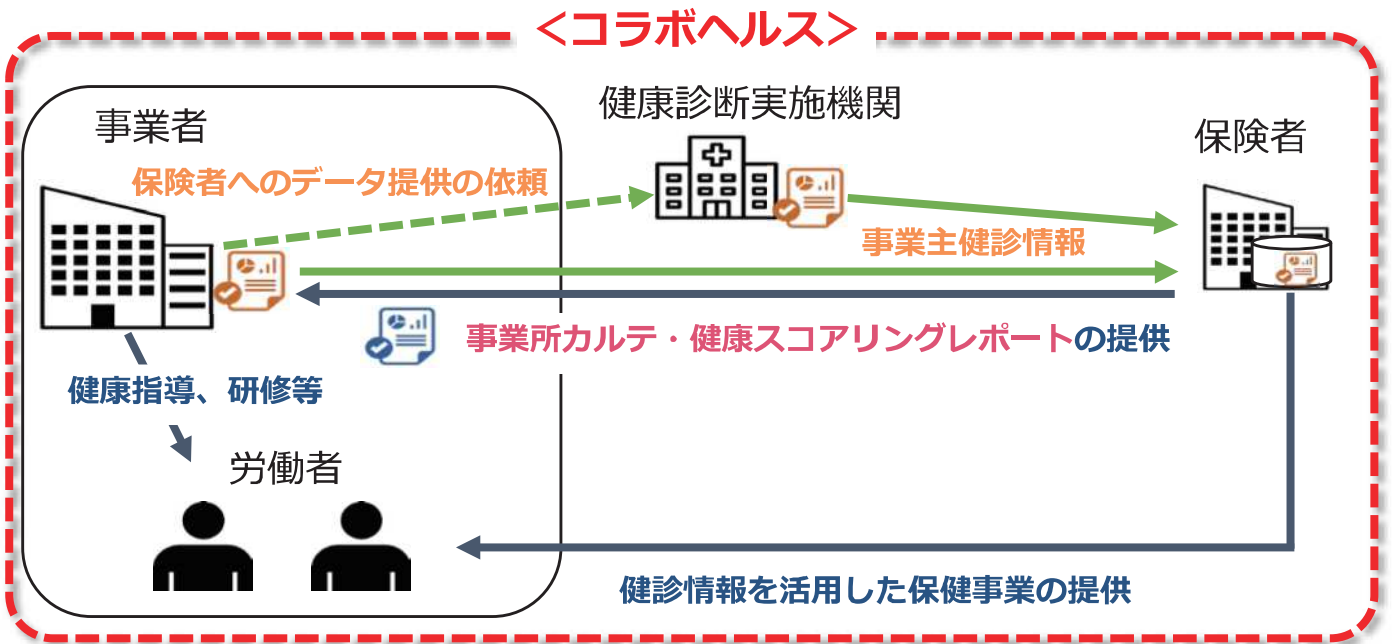 ＜コラボヘルス＞
事業者
健康診断実施機関
保険者
保険者へのデータ提供の依頼
事業主健診情報
事業所カルテ・健康スコアリングレポートの提供
健康指導、研修等
労働者
健診情報を活用した保健事業の提供